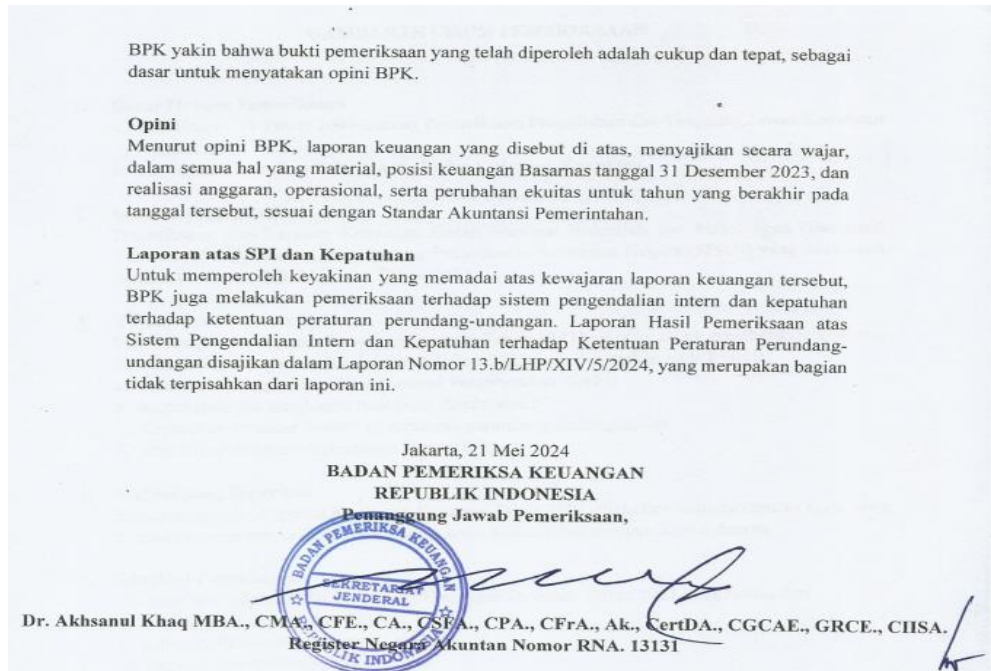 BPK yakin bahwa bukti pemeriksaan yang telah diperoleh adalah cukup dan tepat, sebagai
dasar untuk menyatakan opini BPK.
Opini
Menurut opini BPK, laporan keuangan yang disebut di atas, menyajikan secara wajar,
dalam semua hal yang material, posisi keuangan Basarnas tanggal 31 Desember 2023, dan
realisasi anggaran, operasional, serta perubahan ekuitas untuk tahun yang berakhir pada
tanggal tersebut, sesuai dengan Standar Akuntansi Pemerintahan.
Laporan atas SPI dan Kepatuhan
Untuk memperoleh keyakinan yang memadai atas kewajaran laporan keuangan tersebut,
BPK juga melakukan pemeriksaan terhadap sistem pengendalian intern dan kepatuhan
terhadap ketentuan peraturan perundang-undangan. Laporan Hasil Pemeriksaan atas
Sistem Pengendalian Intern dan Kepatuhan terhadap Ketentuan Peraturan Perundang-
undangan disajikan dalam Laporan Nomor 13.b/LHP/XIV/5/2024, yang merupakan bagian
tidak terpisahkan dari laporan ini.
Jakarta, 21 Mei 2024
BADAN PEMERIKSA KEUANGAN
REPUBLIK INDONESIA
Penanggung Jawab Pemeriksaan,
BADAN PEMERIKSA KEUANGAN
SEKRETARIAT
JENDERAL
REPUBLIK INDONESIA
Dr. Akhsanul Khaq MBA., CMA., CFE., CA., CSFA., CPA., CFrA., Ak., CertDA., CGCAE., GRCE., CIISA.
Register Negara Akuntan Nomor RNA. 13131